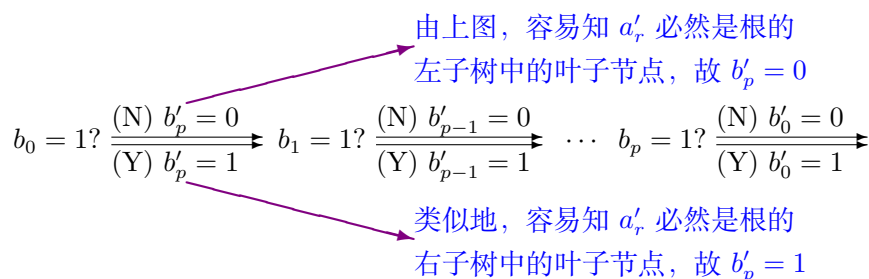 由上图，容易知 $a'_r$ 必然是根的
左子树中的叶子节点，故 $b'_p = 0$
$b_0 = 1?$ (N) $b'_p = 0$ (Y) $b'_p = 1$ $b_1 = 1?$ (N) $b'_{p-1} = 0$ (Y) $b'_{p-1} = 1$ $\cdots$ $b_p = 1?$ (N) $b'_0 = 0$ (Y) $b'_0 = 1$
类似地，容易知 $a'_r$ 必然是根的
右子树中的叶子节点，故 $b'_p = 1$